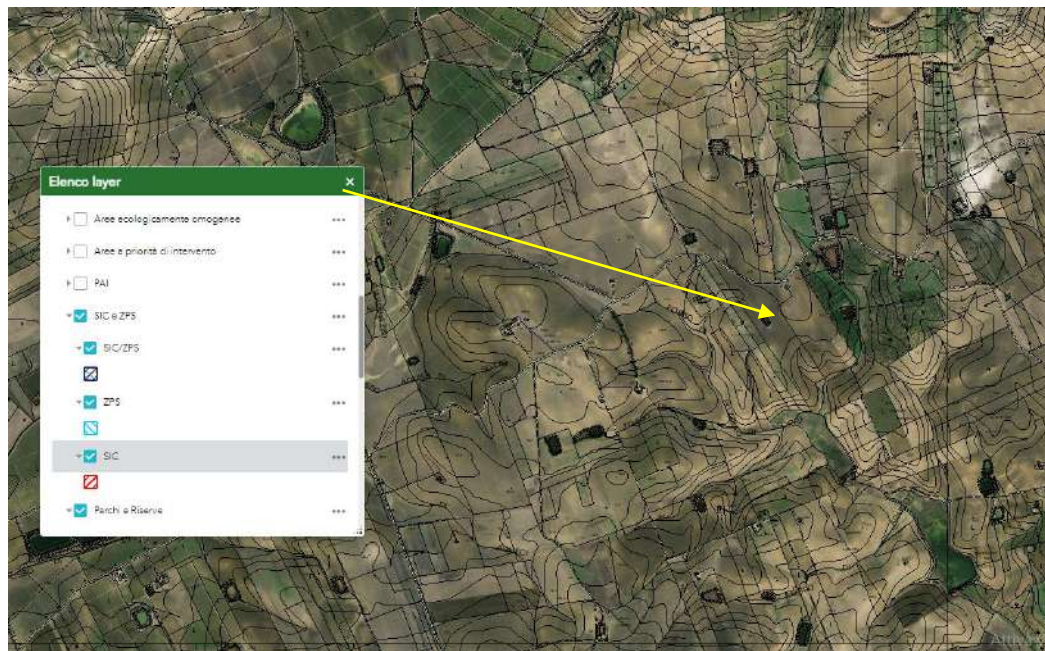 Elenco layer
Aree ecologicamente omogenee
Aree a priorità di intervento
PAI
SIC e ZPS
SIC/ZPS
ZPS
SIC
Parchi e Riserve